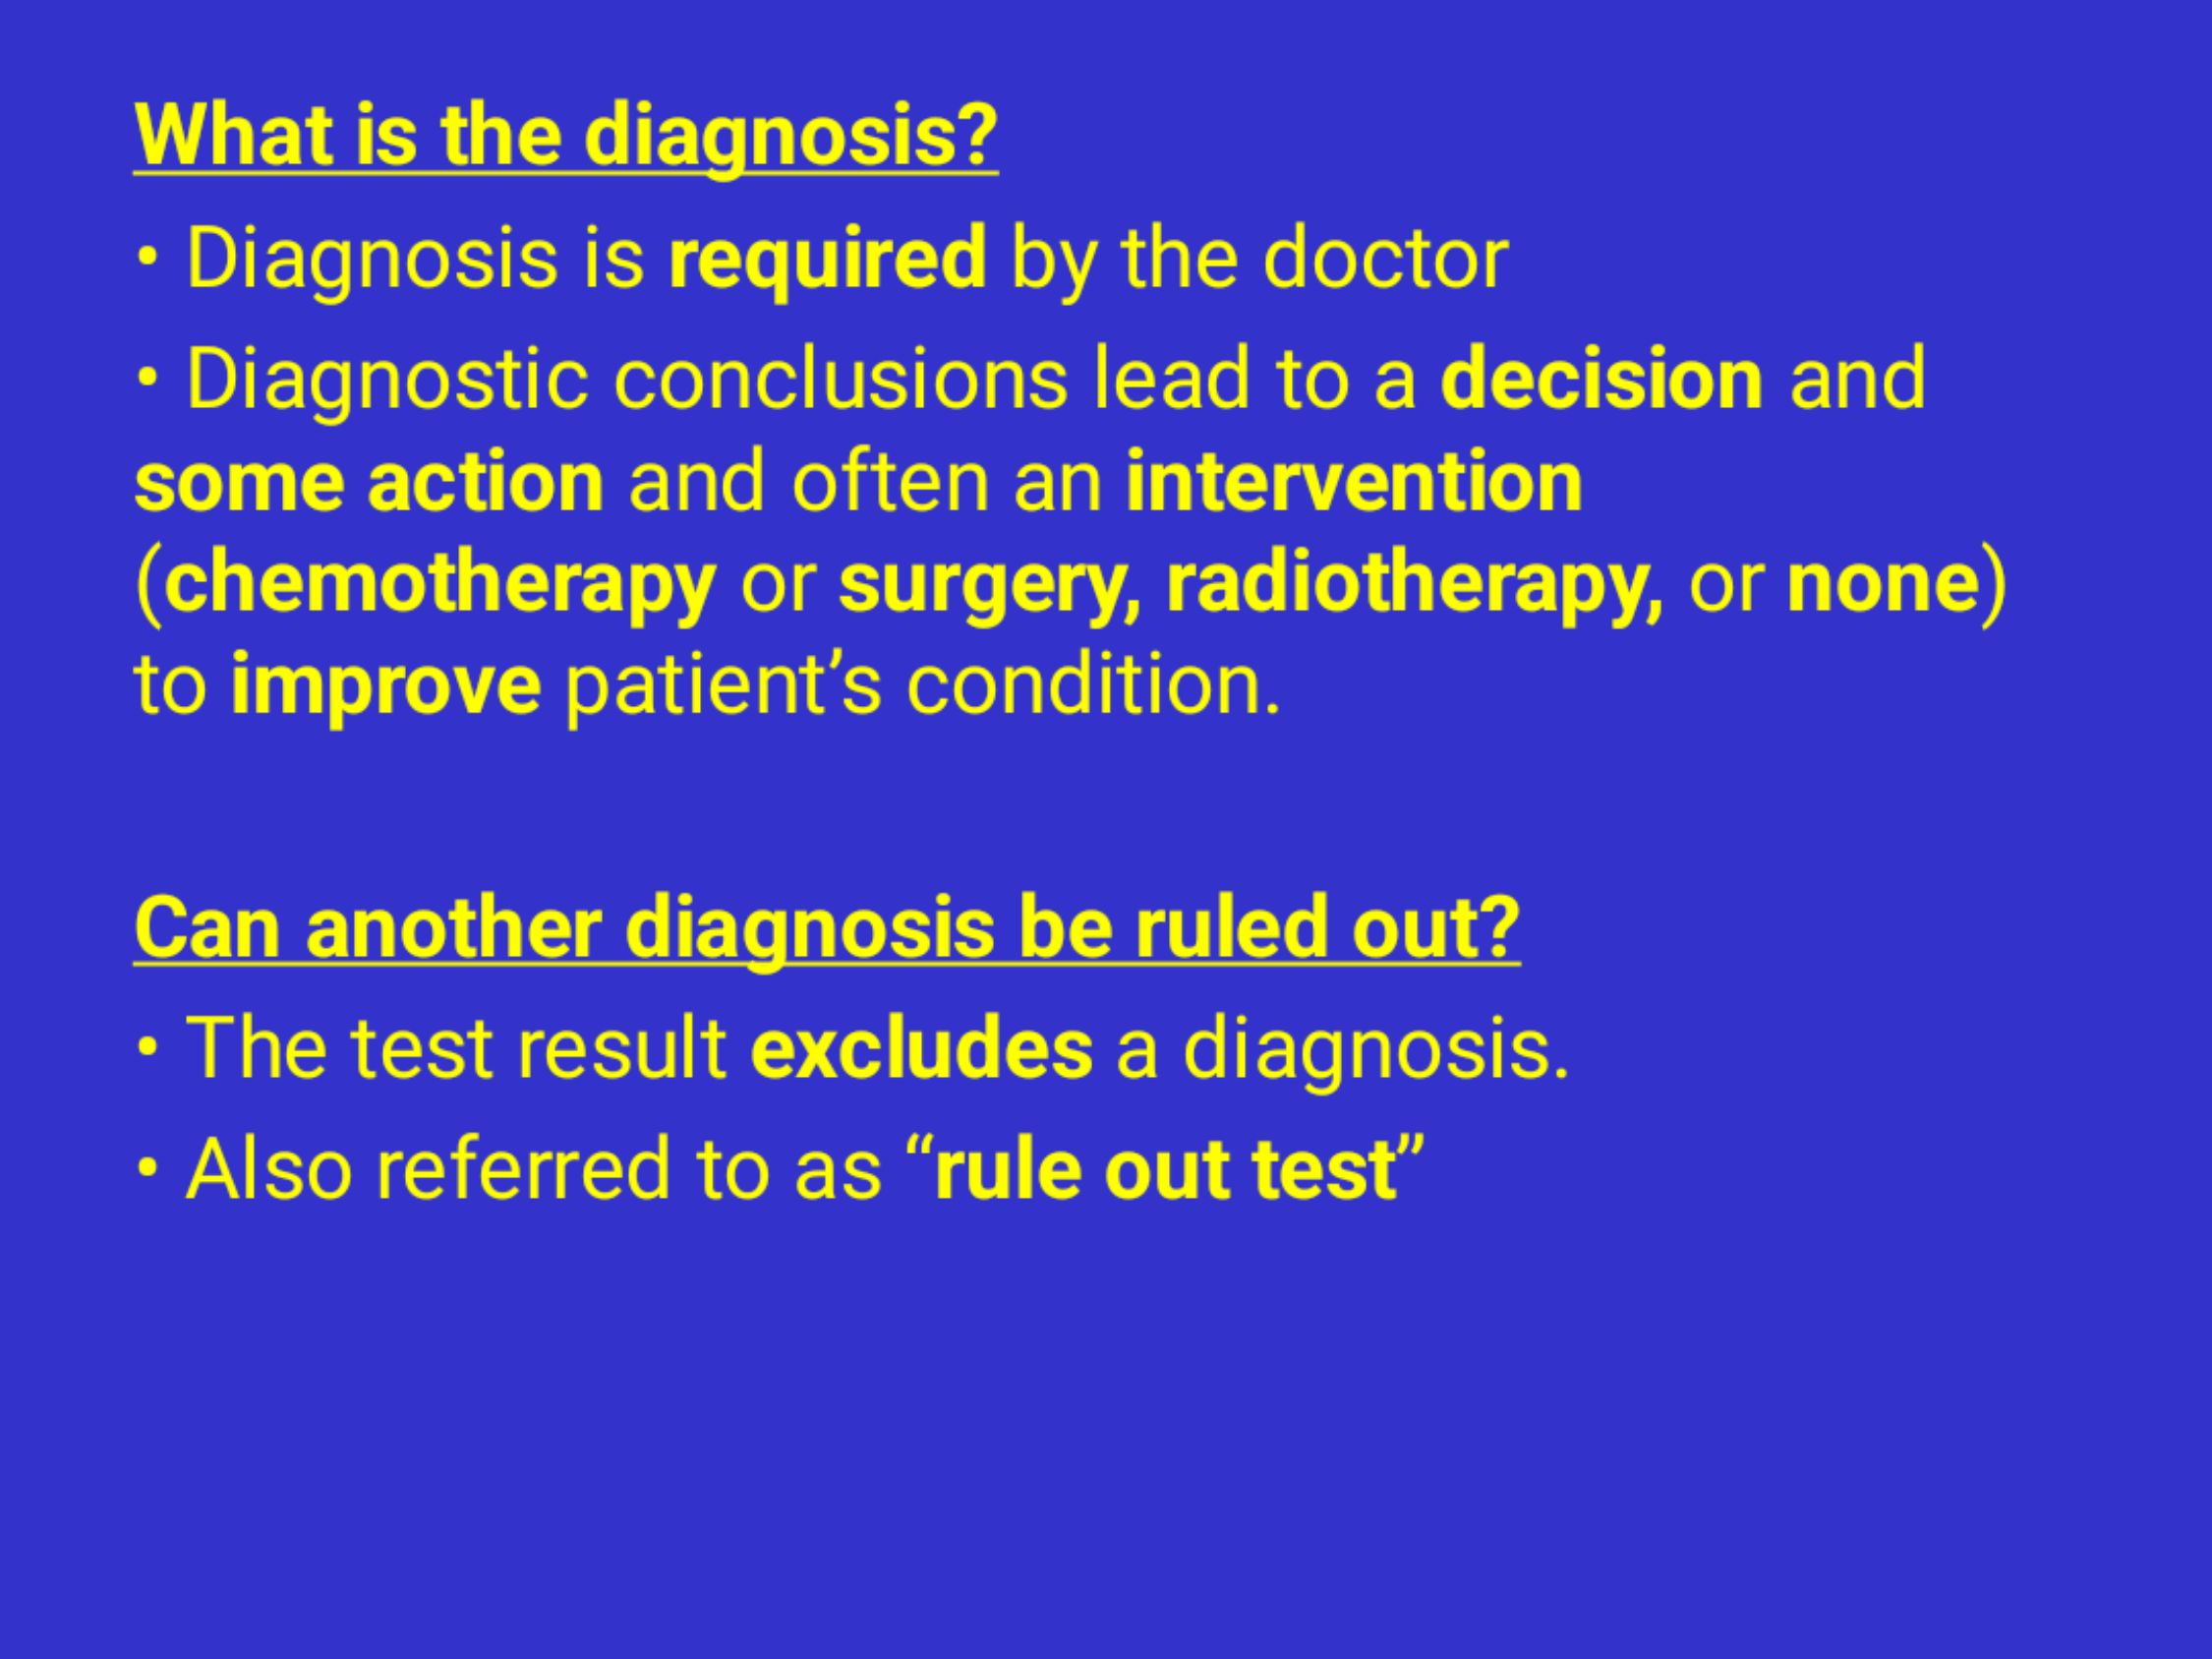 What is the diagnosis?
• Diagnosis is required by the doctor
• Diagnostic conclusions lead to a decision and
some action and often an intervention
(chemotherapy or surgery, radiotherapy, or none)
to improve patient’s condition.
Can another diagnosis be ruled out?
• The test result excludes a diagnosis.
• Also referred to as “rule out test”